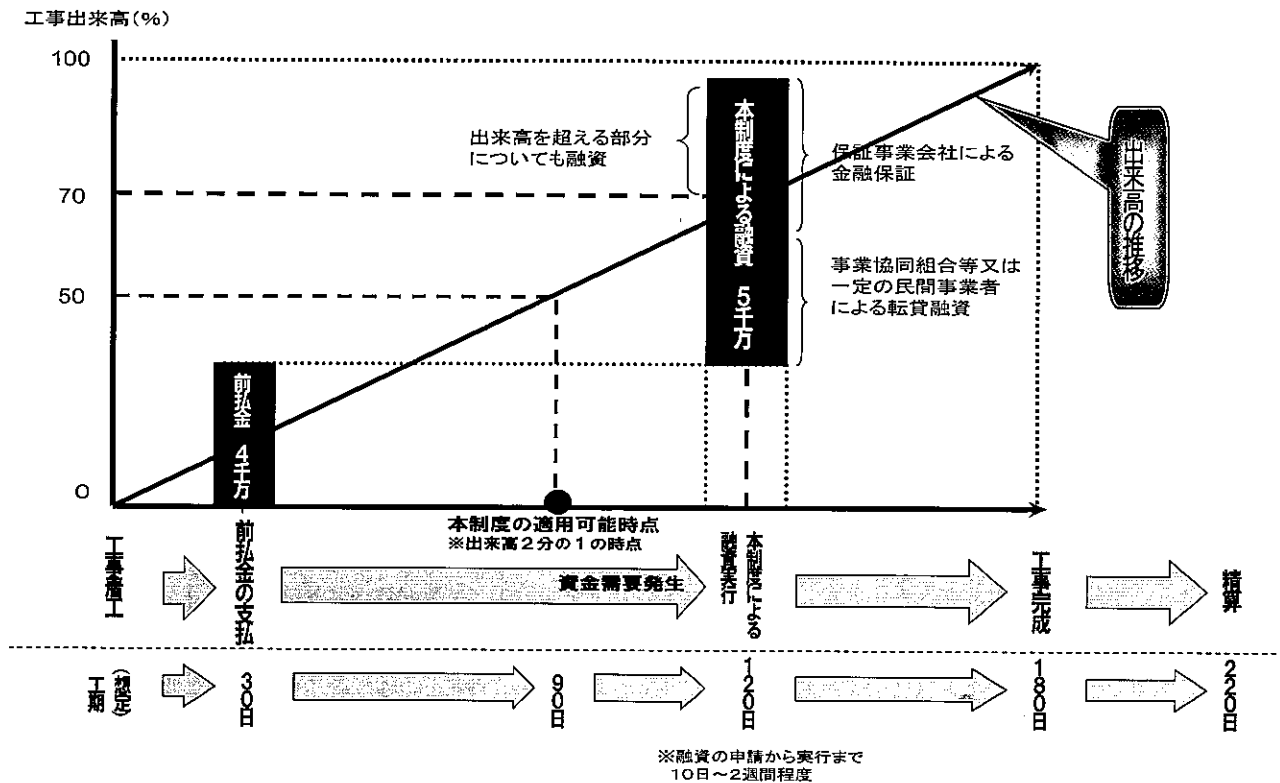 工事出来高(%)
100
70
50
0
出来高を超える部分
についても融資
本制度による融資 5千万
保証事業会社による
金融保証
事業協同組合等又は
一定の民間事業者
による転貸融資
出来高の推移
前払金 4千万
本制度の適用可能時点
※出来高2分の1の時点
工事着工
前払金の支払
資金需要発生
本制度による
融資実行
工事完成
精算
工期
(想定)
30日
90日
120日
180日
220日
※融資の申請から実行まで
10日~2週間程度